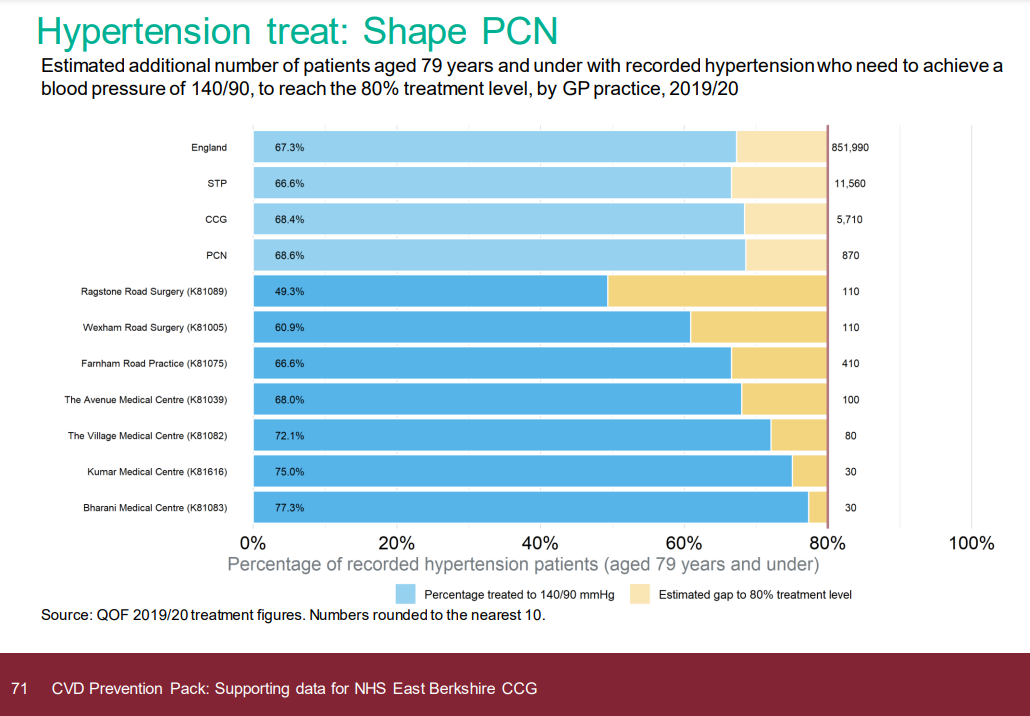 Hypertension treat: Shape PCN
Estimated additional number of patients aged 79 years and under with recorded hypertension who need to achieve a
blood pressure of 140/90, to reach the 80% treatment level, by GP practice, 2019/20
England 67.3% 851,990
STP 66.6% 11,560
CCG 68.4% 5,710
PCN 68.6% 870
Ragstone Road Surgery (K81089) 49.3% 110
Wexham Road Surgery (K81005) 60.9% 110
Farnham Road Practice (K81075) 66.6% 410
The Avenue Medical Centre (K81039) 68.0% 100
The Village Medical Centre (K81082) 72.1% 80
Kumar Medical Centre (K81616) 75.0% 30
Bharani Medical Centre (K81083) 77.3% 30
0% 20% 40% 60% 80% 100%
Percentage of recorded hypertension patients (aged 79 years and under)
Percentage treated to 140/90 mmHg Estimated gap to 80% treatment level
Source: QOF 2019/20 treatment figures. Numbers rounded to the nearest 10.
71 CVD Prevention Pack: Supporting data for NHS East Berkshire CCG